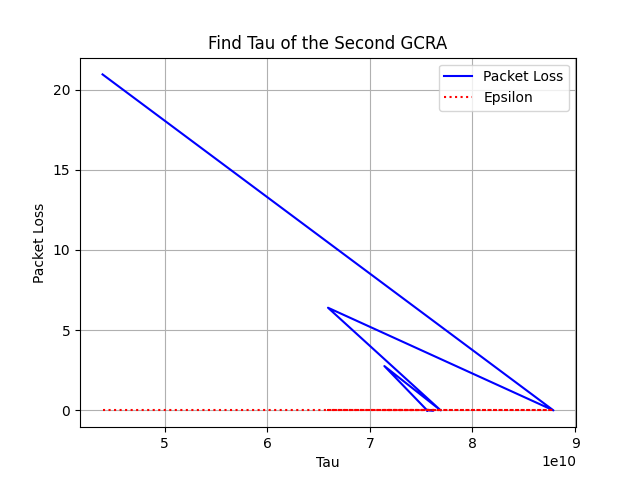 Find Tau of the Second GCRA
Packet Loss
Epsilon
20
15
10
5
0
Packet Loss
5
6
7
8
9
1e10
Tau